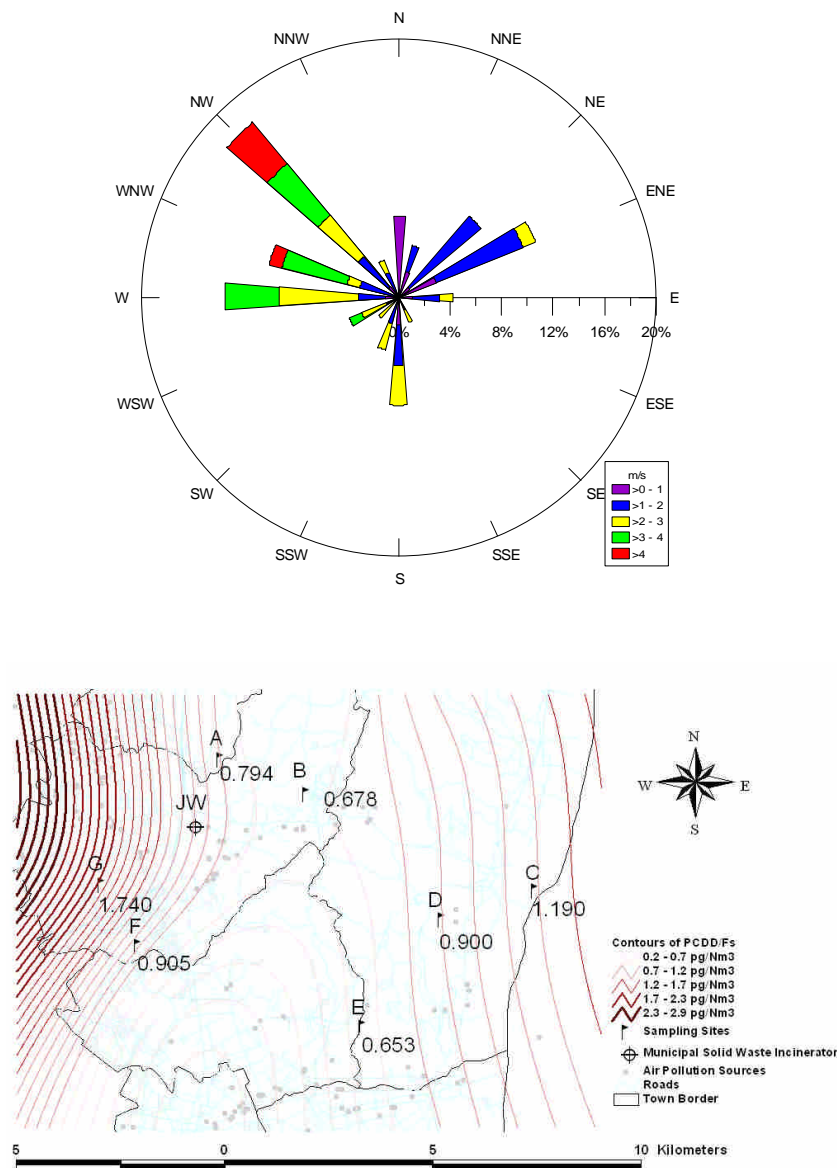 N
NNW
NNE
NW
NE
WNW
ENE
W
E
0%
4%
8%
12%
16%
20%
WSW
ESE
SW
SE
SSW
SSE
S
m/s
>0 - 1
>1 - 2
>2 - 3
>3 - 4
>4
A
0.794
B
0.678
JW
N
W
E
S
G
1.740
F
0.905
D
0.900
C
1.190
E
0.653
Contours of PCDD/Fs
0.2 - 0.7 pg/Nm3
0.7 - 1.2 pg/Nm3
1.2 - 1.7 pg/Nm3
1.7 - 2.3 pg/Nm3
2.3 - 2.9 pg/Nm3
Sampling Sites
Municipal Solid Waste Incinerator
Air Pollution Sources
Roads
Town Border
5
0
5
10 Kilometers